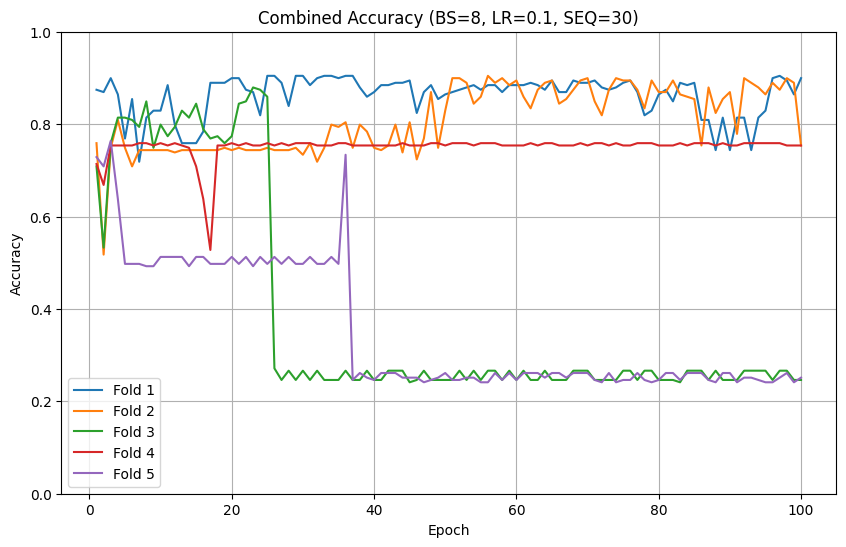 Combined Accuracy (BS=8, LR=0.1, SEQ=30)
1.0
0.8
0.6
0.4
0.2
0.0
Accuracy
Fold 1
Fold 2
Fold 3
Fold 4
Fold 5
0 20 40 60 80 100
Epoch